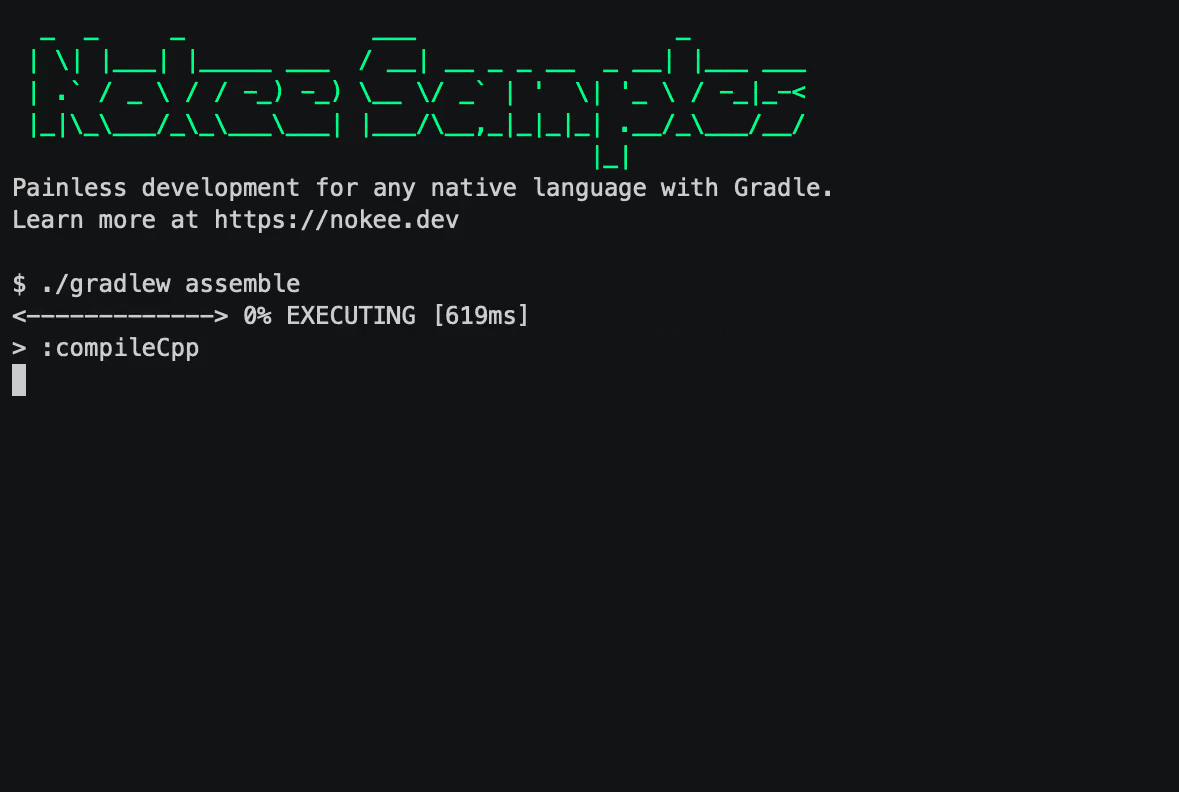 Nokee Samples
Painless development for any native language with Gradle.
Learn more at https://nokee.dev
$ ./gradlew assemble
<-------------> 0% EXECUTING [619ms]
> :compileCpp